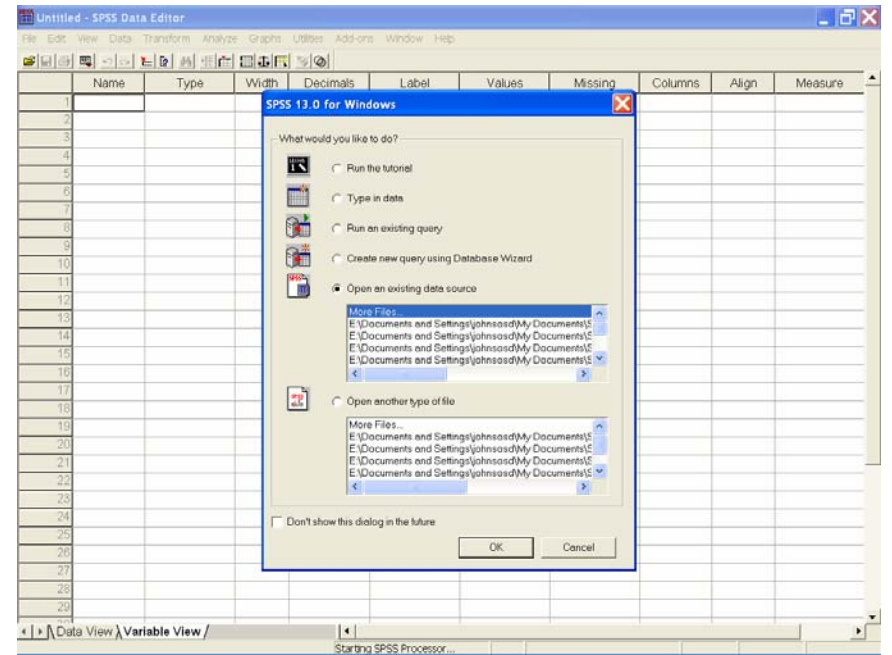 Untitled - SPSS Data Editor
File Edit View Data Transform Analyze Graphs Utilities Add-ons Window Help
Name Type Width Decimals Label Values Missing Columns Align Measure
SPSS 13.0 for Windows
What would you like to do?
Run the tutorial
Type in data
Run an existing query
Create new query using Database Wizard
Open an existing data source
More Files...
E:\Documents and Settings\johnsasd\My Documents\S
E:\Documents and Settings\johnsasd\My Documents\S
E:\Documents and Settings\johnsasd\My Documents\S
E:\Documents and Settings\johnsasd\My Documents\S
Open another type of file
More Files...
E:\Documents and Settings\johnsasd\My Documents\S
E:\Documents and Settings\johnsasd\My Documents\S
E:\Documents and Settings\johnsasd\My Documents\S
E:\Documents and Settings\johnsasd\My Documents\S
Don't show this dialog in the future
OK Cancel
1
2
3
4
5
6
7
8
9
10
11
12
13
14
15
16
17
18
19
20
21
22
23
24
25
26
27
28
29
Data View Variable View
Starting SPSS Processor...